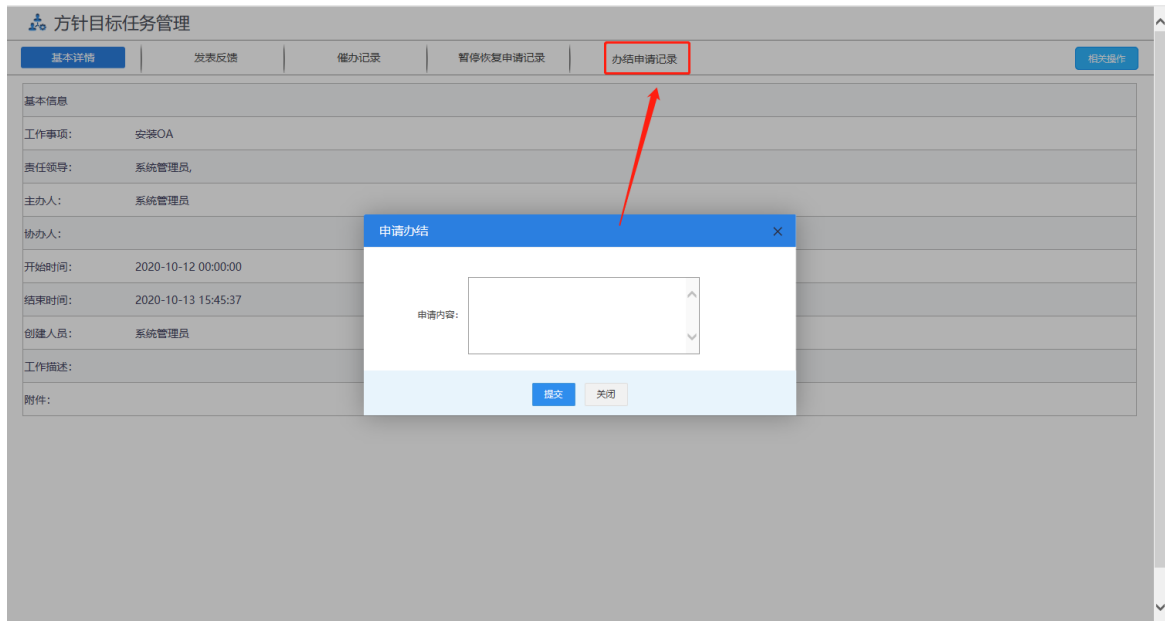 方针目标任务管理
基本详情 发表反馈 催办记录 暂停恢复申请记录 办结申请记录 相关操作
基本信息
工作事项： 安装OA
责任领导： 系统管理员,
主办人： 系统管理员
协办人：
开始时间： 2020-10-12 00:00:00
结束时间： 2020-10-13 15:45:37
创建人员： 系统管理员
工作描述：
附件：
申请办结
申请内容：
提交 关闭